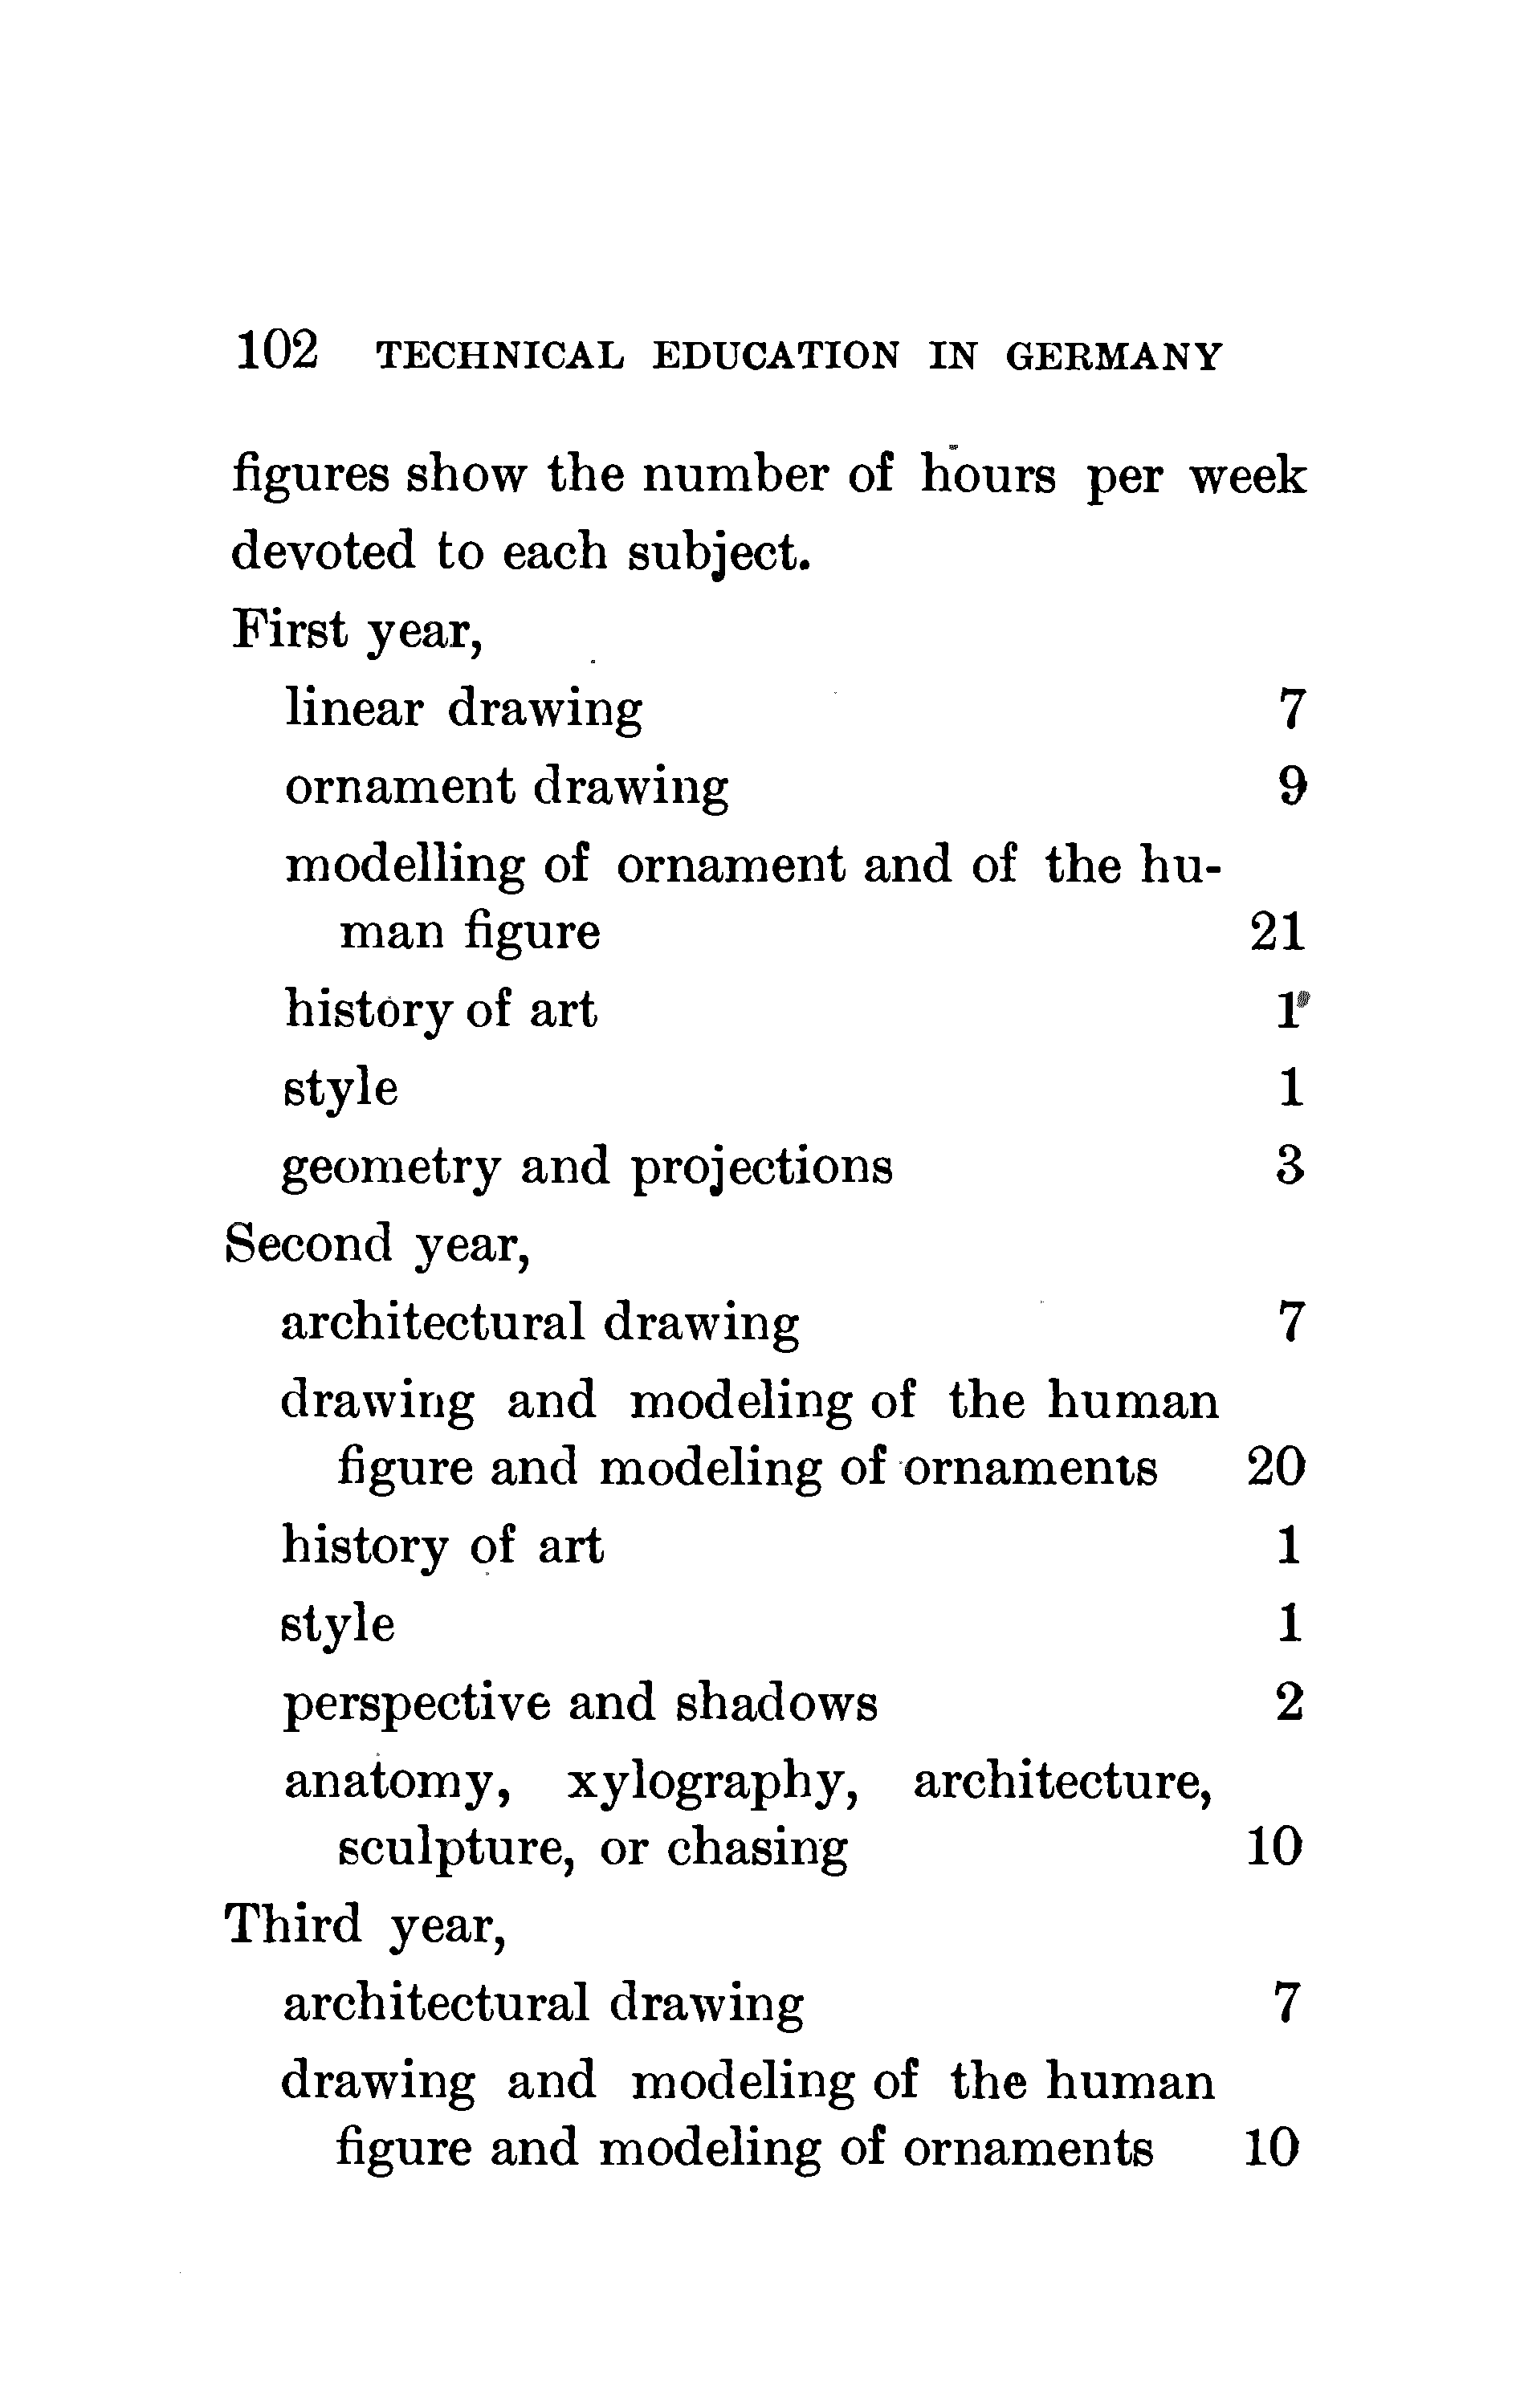 102 TECHNICAL EDUCATION IN GERMANY
figures show the number of hours per week
devoted to each subject.
First year,
linear drawing 7
ornament drawing 9
modelling of ornament and of the hu-
man figure 21
history of art 1
style 1
geometry and projections 3
Second year,
architectural drawing 7
drawing and modeling of the human
figure and modeling of ornaments 20
history of art 1
style 1
perspective and shadows 2
anatomy, xylography, architecture,
sculpture, or chasing 10
Third year,
architectural drawing 7
drawing and modeling of the human
figure and modeling of ornaments 10